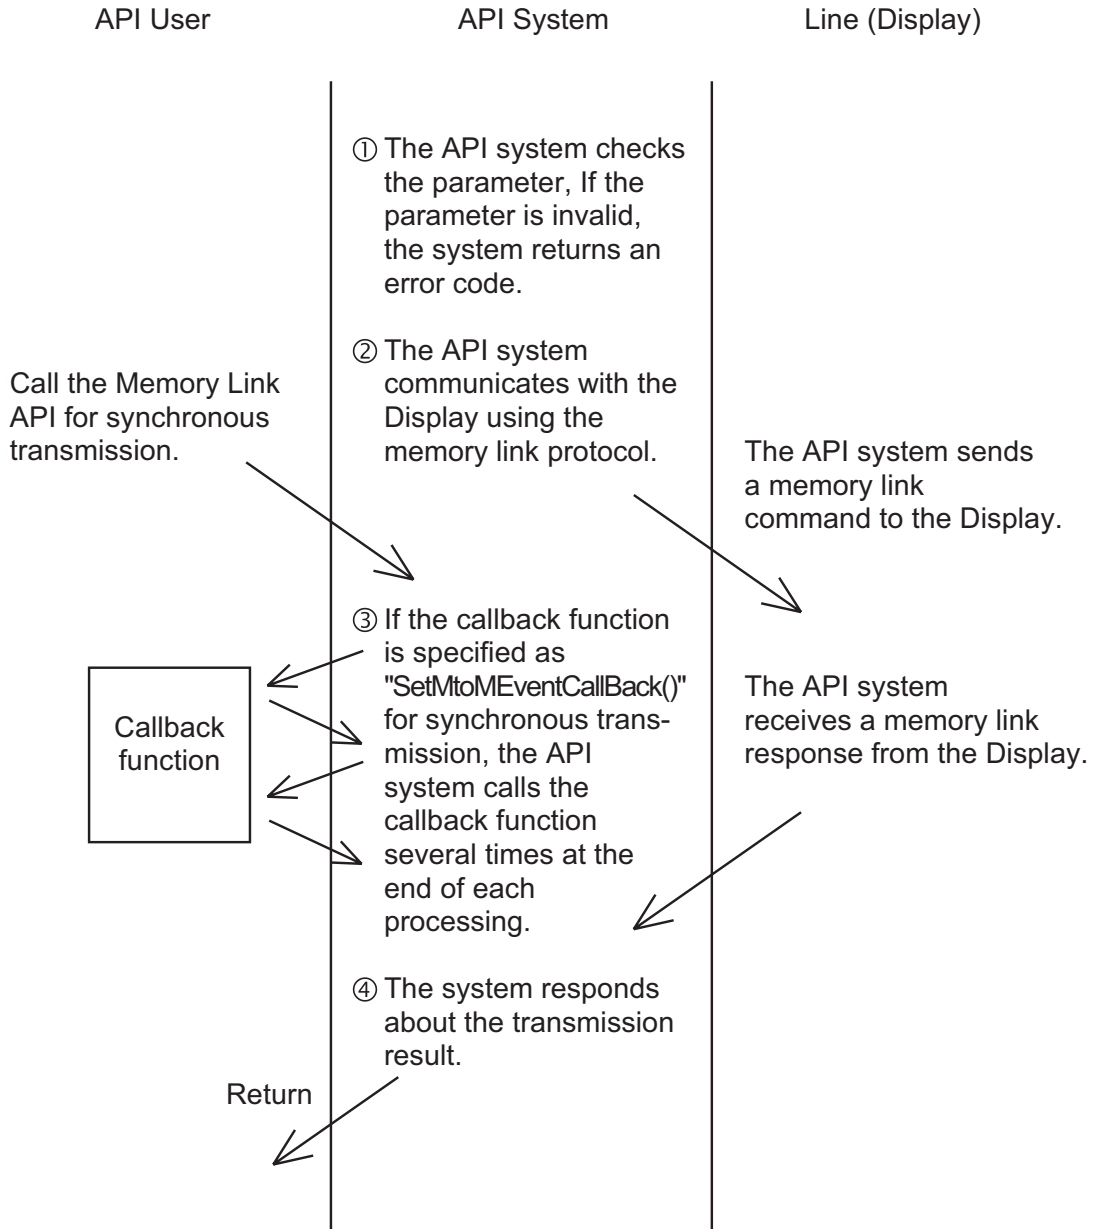 API User
API System
Line (Display)
① The API system checks
the parameter, If the
parameter is invalid,
the system returns an
error code.
② The API system
communicates with the
Display using the
memory link protocol.
Call the Memory Link
API for synchronous
transmission.
The API system sends
a memory link
command to the Display.
③ If the callback function
is specified as
"SetMtoMEventCallBack()"
for synchronous trans-
mission, the API
system calls the
callback function
several times at the
end of each
processing.
Callback
function
The API system
receives a memory link
response from the Display.
④ The system responds
about the transmission
result.
Return